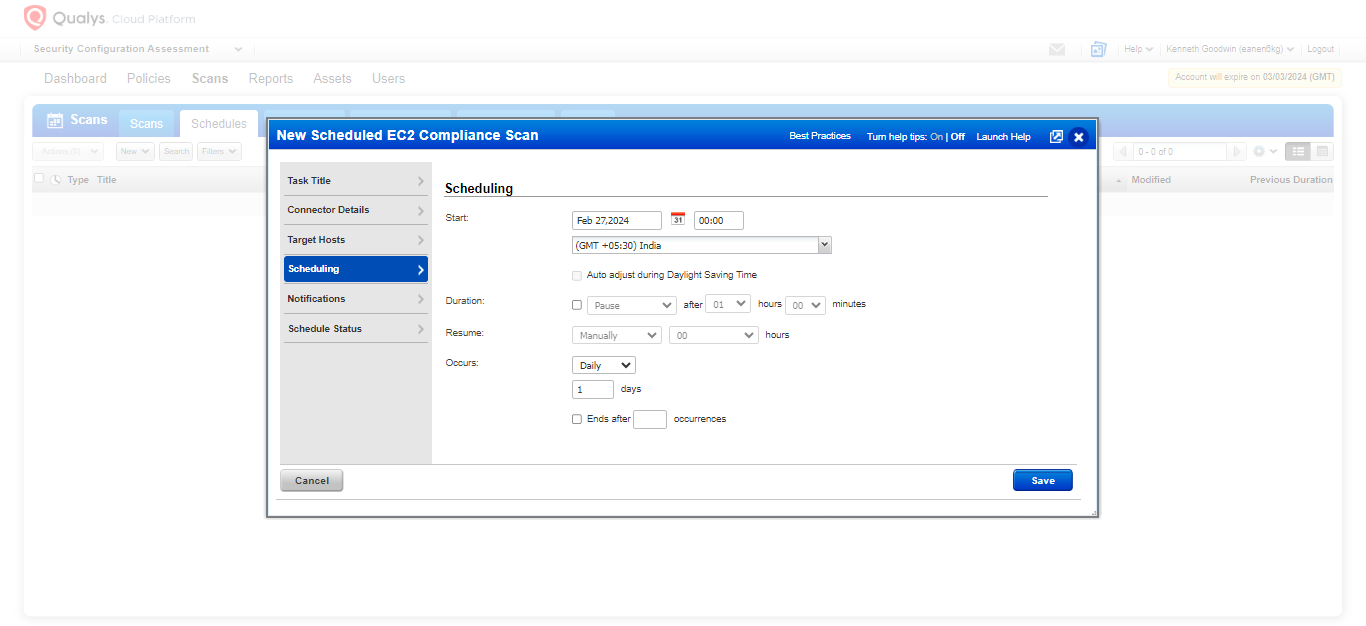 Qualys. Cloud Platform
Security Configuration Assessment
Help Kenneth Goodwin (eanen6kg) Logout
Dashboard Policies Scans Reports Assets Users
Account will expire on 03/03/2024 (GMT)
Scans Scans Schedules
New Scheduled EC2 Compliance Scan
Best Practices Turn help tips: On | Off Launch Help
Actions (0) New Search Filters
0 - 0 of 0
Type Title
Modified Previous Duration
Task Title
Connector Details
Target Hosts
Scheduling
Notifications
Schedule Status
Scheduling
Start: Feb 27,2024 31 00:00
(GMT +05:30) India
Auto adjust during Daylight Saving Time
Duration: Pause after 01 hours 00 minutes
Resume: Manually 00 hours
Occurs: Daily
1 days
Ends after occurrences
Cancel Save